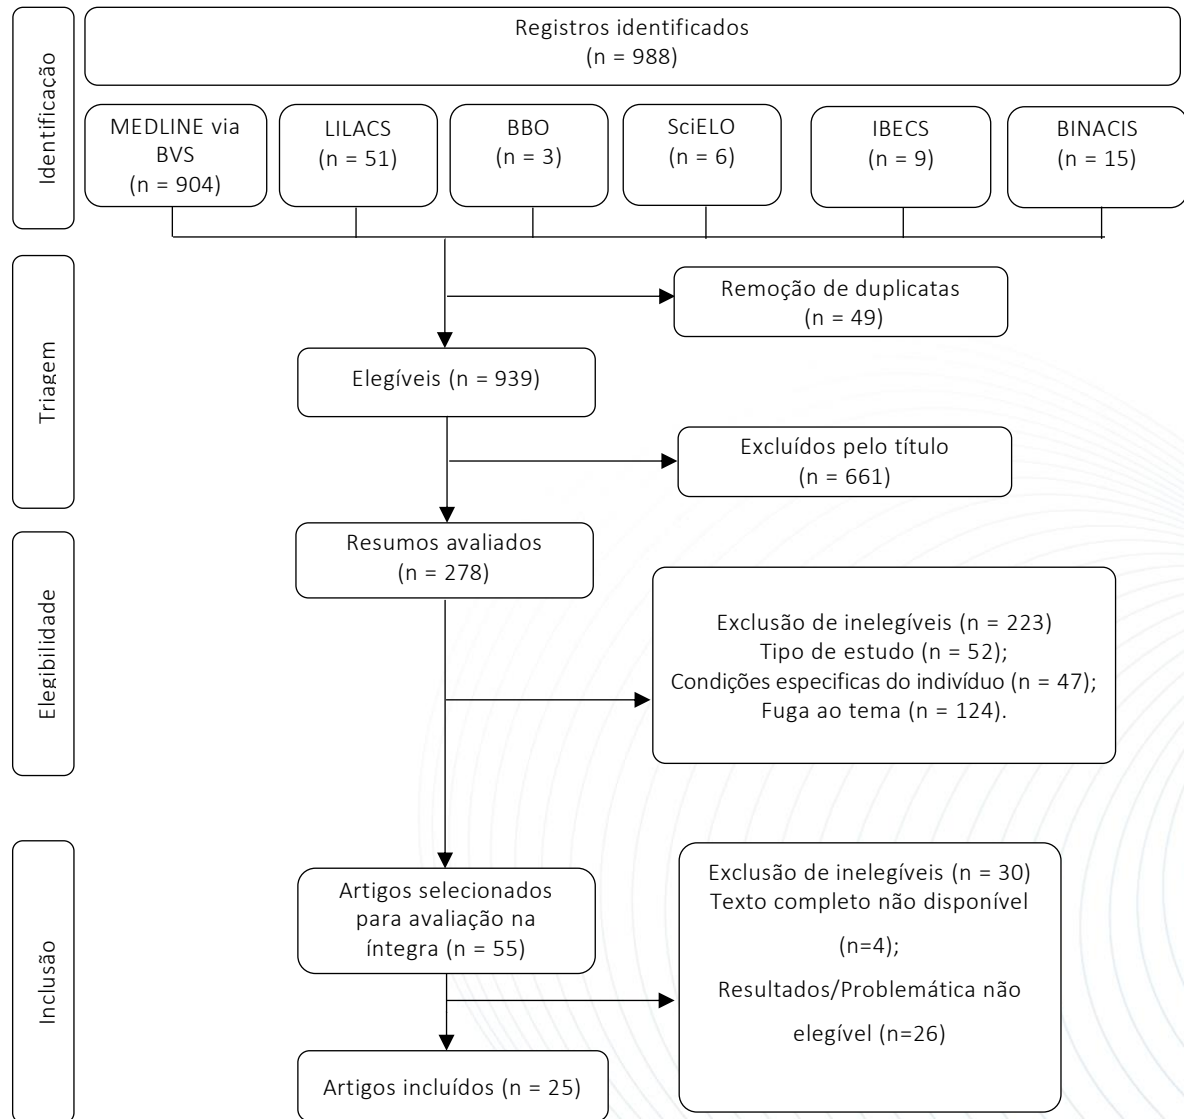 Identificação
Registros identificados
(n = 988)
MEDLINE via
BVS
(n = 904)
LILACS
(n = 51)
BBO
(n = 3)
SciELO
(n = 6)
IBECS
(n = 9)
BINACIS
(n = 15)
Triagem
Remoção de duplicatas
(n = 49)
Elegíveis (n = 939)
Excluídos pelo título
(n = 661)
Elegibilidade
Resumos avaliados
(n = 278)
Exclusão de inelegíveis (n = 223)
Tipo de estudo (n = 52);
Condições especificas do indivíduo (n = 47);
Fuga ao tema (n = 124).
Inclusão
Artigos selecionados
para avaliação na
íntegra (n = 55)
Exclusão de inelegíveis (n = 30)
Texto completo não disponível
(n=4);
Resultados/Problemática não
elegível (n=26)
Artigos incluídos (n = 25)